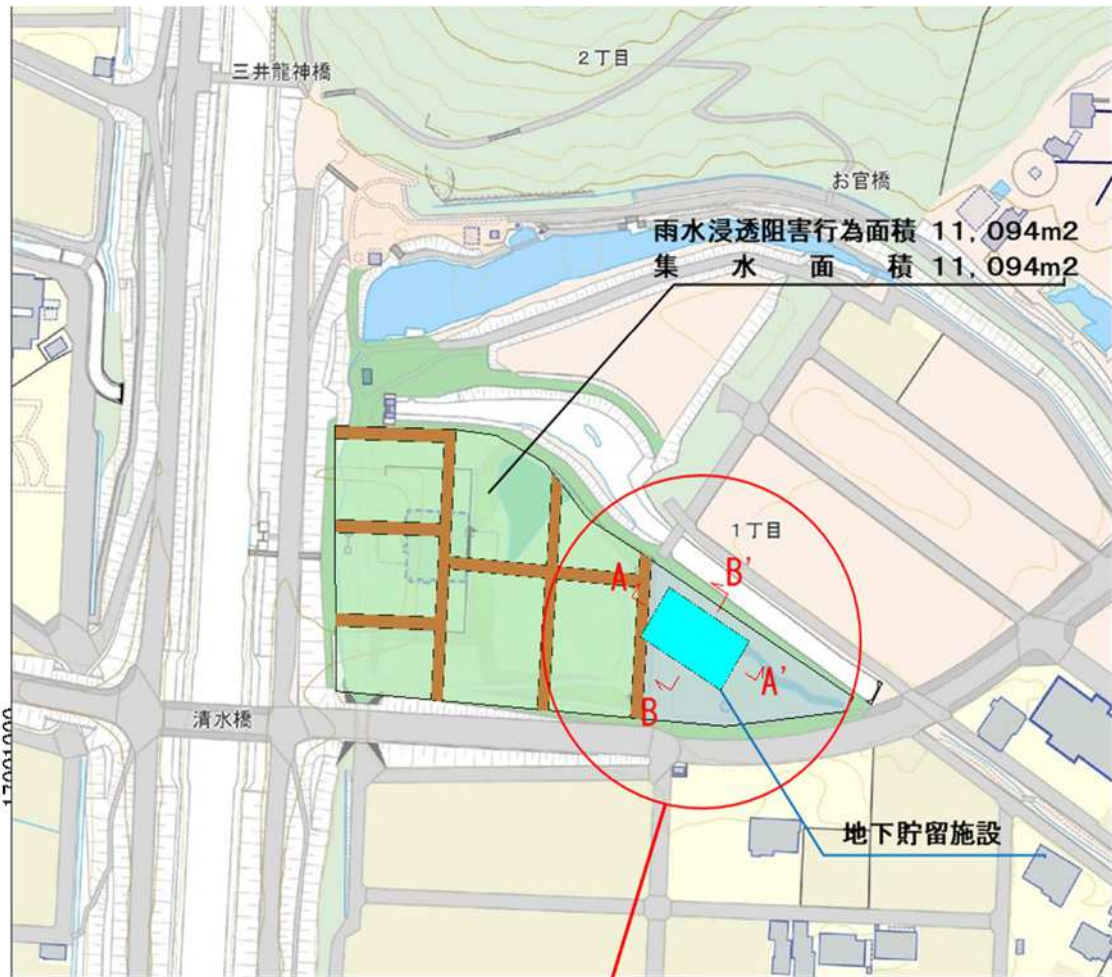 2丁目
三井龍神橋
お官橋
雨水浸透阻害行為面積 11,094m2
集水面積 11,094m2
1丁目
A
B'
A'
B
清水橋
地下貯留施設